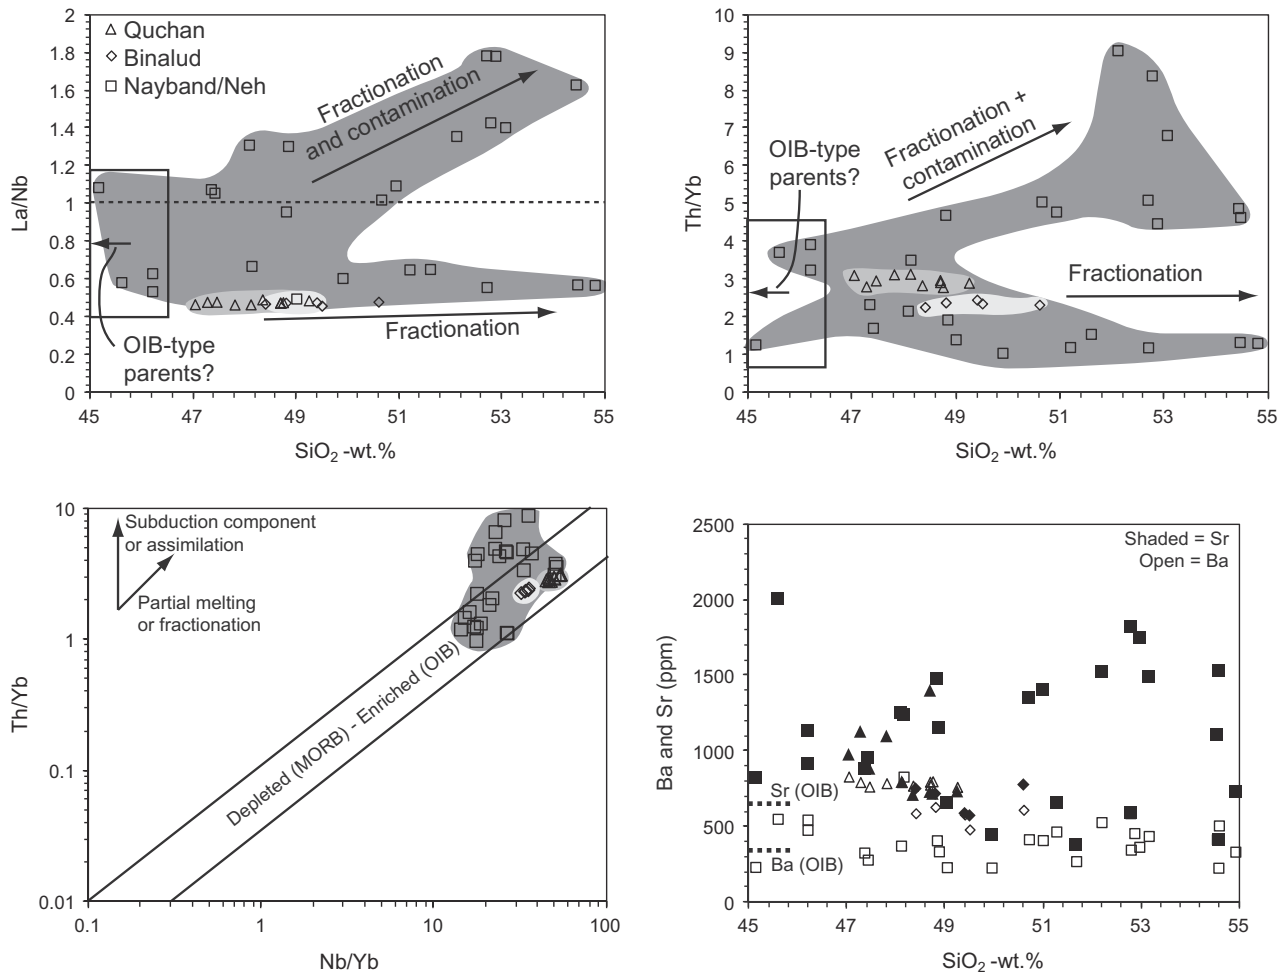 2
1.8
1.6
1.4
1.2
1
0.8
0.6
0.4
0.2
0
La/Nb
Quchan
Binalud
Nayband/Neh
Fractionation
and contamination
Fractionation
OIB-type
parents?
45
47
49
51
53
55
SiO2 -wt.%
10
9
8
7
6
5
4
3
2
1
0
Th/Yb
OIB-type
parents?
Fractionation +
contamination
Fractionation
45
47
49
51
53
55
SiO2 -wt.%
10
1
0.1
0.01
Th/Yb
Subduction component
or assimilation
Partial melting
or fractionation
Depleted (MORB) - Enriched (OIB)
0.1
1
10
100
Nb/Yb
2500
2000
1500
1000
500
0
Ba and Sr (ppm)
Shaded = Sr
Open = Ba
Sr (OIB)
Ba (OIB)
45
47
49
51
53
55
SiO2 -wt.%